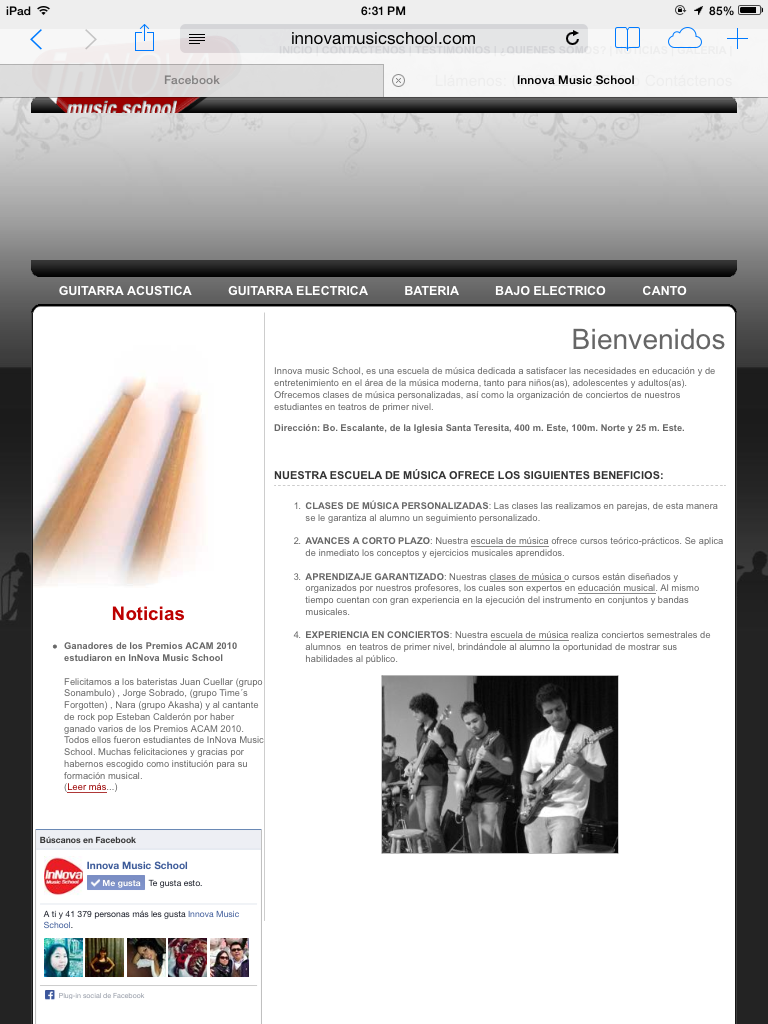 iPad
6:31 PM
85%
innovamusicschool.com
INICIO | CONTACTENOS | TESTIMONIOS | ¿QUIENES SOMOS? | NOTICIAS | GALERIA |
Facebook
Innova Music School
Llámenos!
Contáctenos
inNova
music school
GUITARRA ACUSTICA
GUITARRA ELECTRICA
BATERIA
BAJO ELECTRICO
CANTO
Bienvenidos
Innova music School, es una escuela de música dedicada a satisfacer las necesidades en educación y de
entretenimiento en el área de la música moderna, tanto para niños(as), adolescentes y adultos(as).
Ofrecemos clases de música personalizadas, así como la organización de conciertos de nuestros
estudiantes en teatros de primer nivel.
Dirección: Bo. Escalante, de la Iglesia Santa Teresita, 400 m. Este, 100m. Norte y 25 m. Este.
NUESTRA ESCUELA DE MÚSICA OFRECE LOS SIGUIENTES BENEFICIOS:
1. CLASES DE MÚSICA PERSONALIZADAS: Las clases las realizamos en parejas, de esta manera
se le garantiza al alumno un seguimiento personalizado.
2. AVANCES A CORTO PLAZO: Nuestra escuela de música ofrece cursos teórico-prácticos. Se aplica
de inmediato los conceptos y ejercicios musicales aprendidos.
3. APRENDIZAJE GARANTIZADO: Nuestras clases de música o cursos están diseñados y
organizados por nuestros profesores, los cuales son expertos en educación musical. Al mismo
tiempo cuentan con gran experiencia en la ejecución del instrumento en conjuntos y bandas
musicales.
4. EXPERIENCIA EN CONCIERTOS: Nuestra escuela de música realiza conciertos semestrales de
alumnos en teatros de primer nivel, brindándole al alumno la oportunidad de mostrar sus
habilidades al público.
Noticias
• Ganadores de los Premios ACAM 2010
estudiaron en InNova Music School
Felicitamos a los bateristas Juan Cuellar (grupo
Sonambulo) , Jorge Sobrado, (grupo Time´s
Forgotten) , Nara (grupo Akasha) y al cantante
de rock pop Esteban Calderón por haber
ganado varios de los Premios ACAM 2010.
Todos ellos fueron estudiantes de InNova Music
School. Muchas felicitaciones y gracias por
habernos escogido como institución para su
formación musical.
(Leer más...)
Búscanos en Facebook
InNova
Music School
Innova Music School
Me gusta
Te gusta esto.
A ti y 41 379 personas más les gusta Innova Music
School.
Plug-in social de Facebook